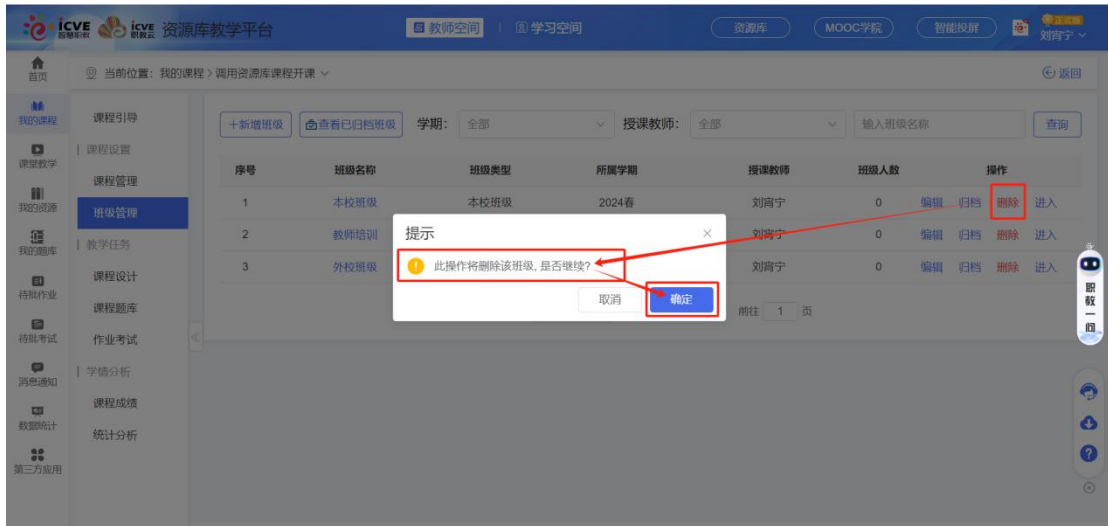 icve 智慧职教 icve 职教云 资源库教学平台 教师空间 学习空间 资源库 MOOC学院 智能投屏 正式版
刘宵宁
首页 当前位置：我的课程 > 调用资源库课程开课 返回
我的课程
课堂教学
我的资源
我的题库
待批作业
待批考试
消息通知
数据统计
第三方应用
课程引导
课程设置
课程管理
班级管理
教学任务
课程设计
课程题库
作业考试
学情分析
课程成绩
统计分析
+新增班级 查看已归档班级 学期： 全部 授课教师： 全部 输入班级名称 查询
序号 班级名称 班级类型 所属学期 授课教师 班级人数 操作
1 本校班级 本校班级 2024春 刘宵宁 0 编辑 归档 删除 进入
2 教师培训 刘宵宁 0 编辑 归档 删除 进入
3 外校班级 刘宵宁 0 编辑 归档 删除 进入
提示
此操作将删除该班级, 是否继续?
取消 确定
前往 1 页
职教一问